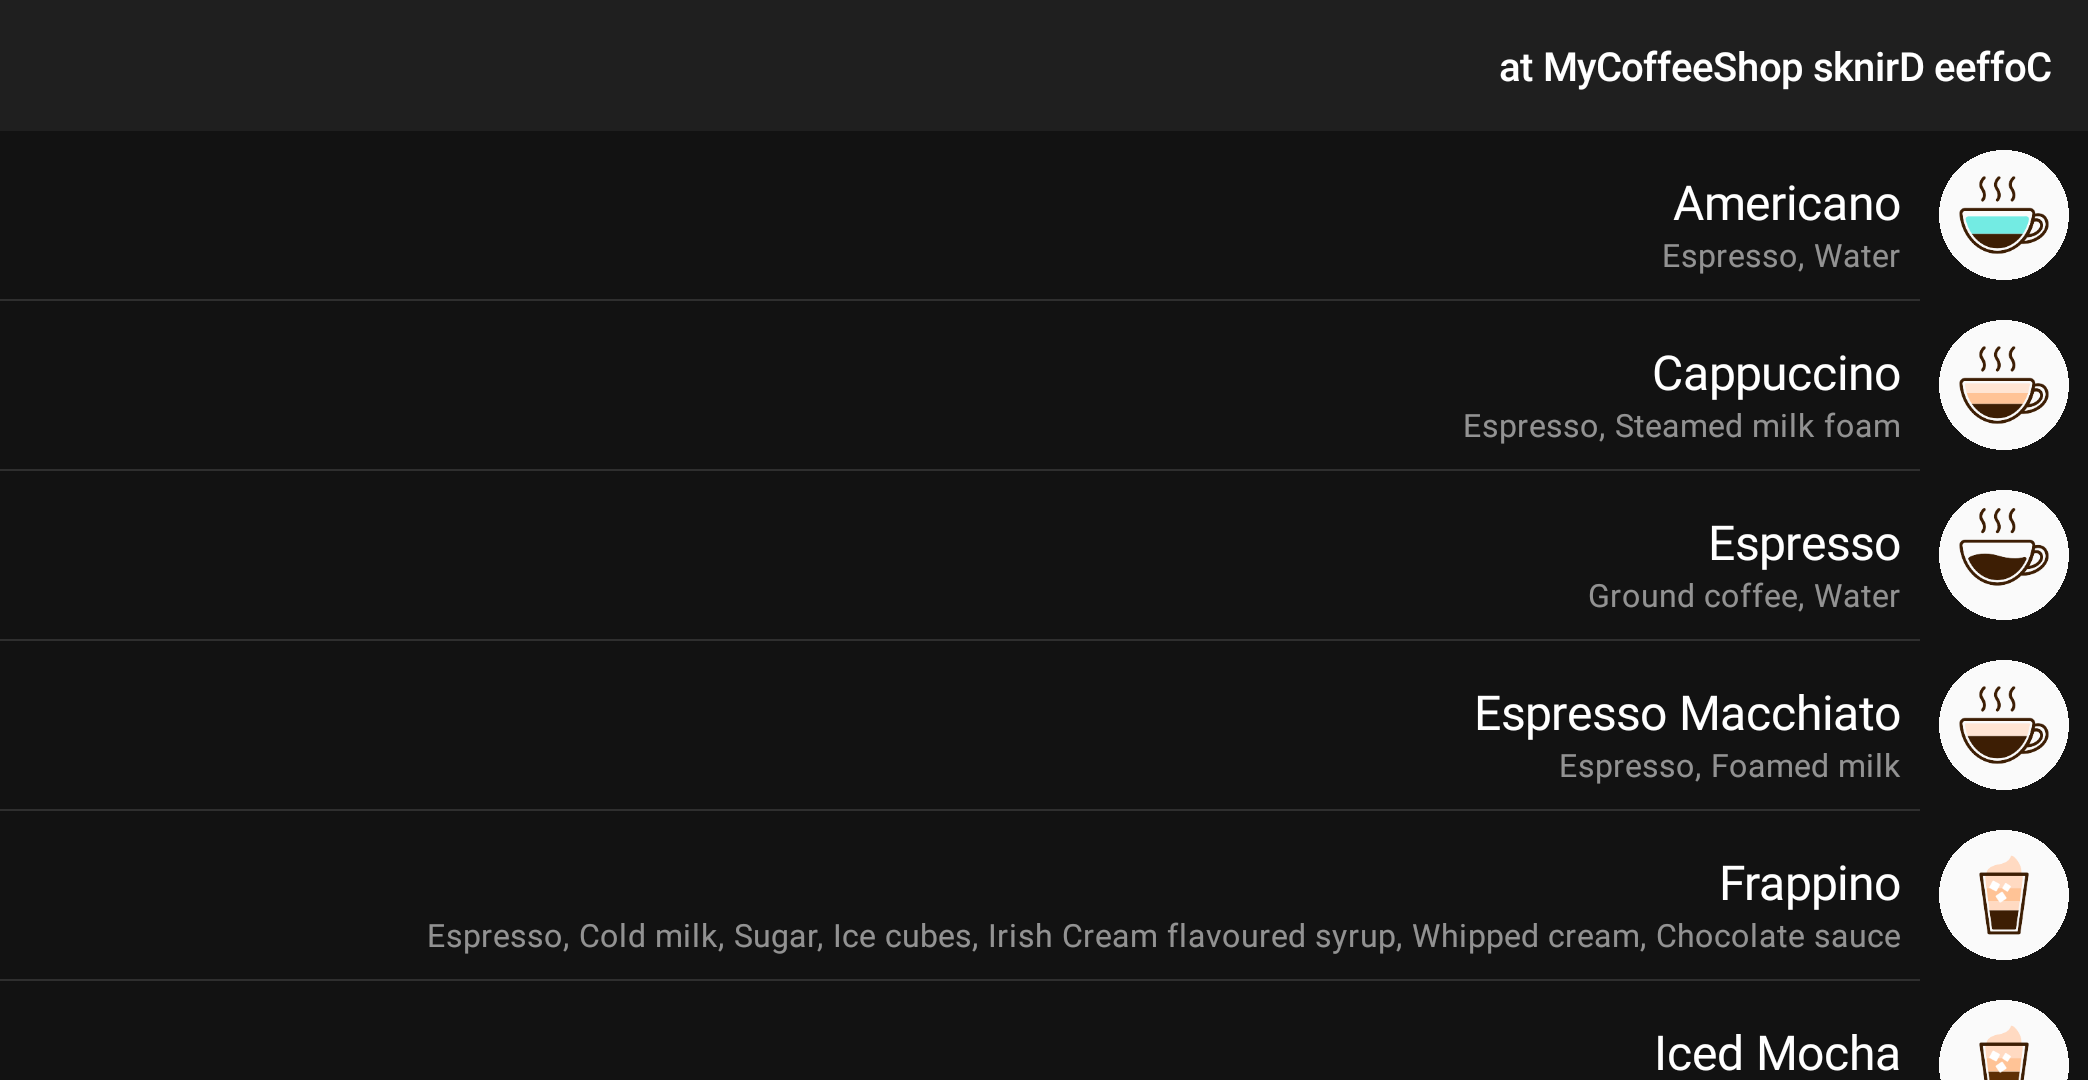 at MyCoffeeShop sknirD eeffoC
Americano
Espresso, Water
Cappuccino
Espresso, Steamed milk foam
Espresso
Ground coffee, Water
Espresso Macchiato
Espresso, Foamed milk
Frappino
Espresso, Cold milk, Sugar, Ice cubes, Irish Cream flavoured syrup, Whipped cream, Chocolate sauce
Iced Mocha